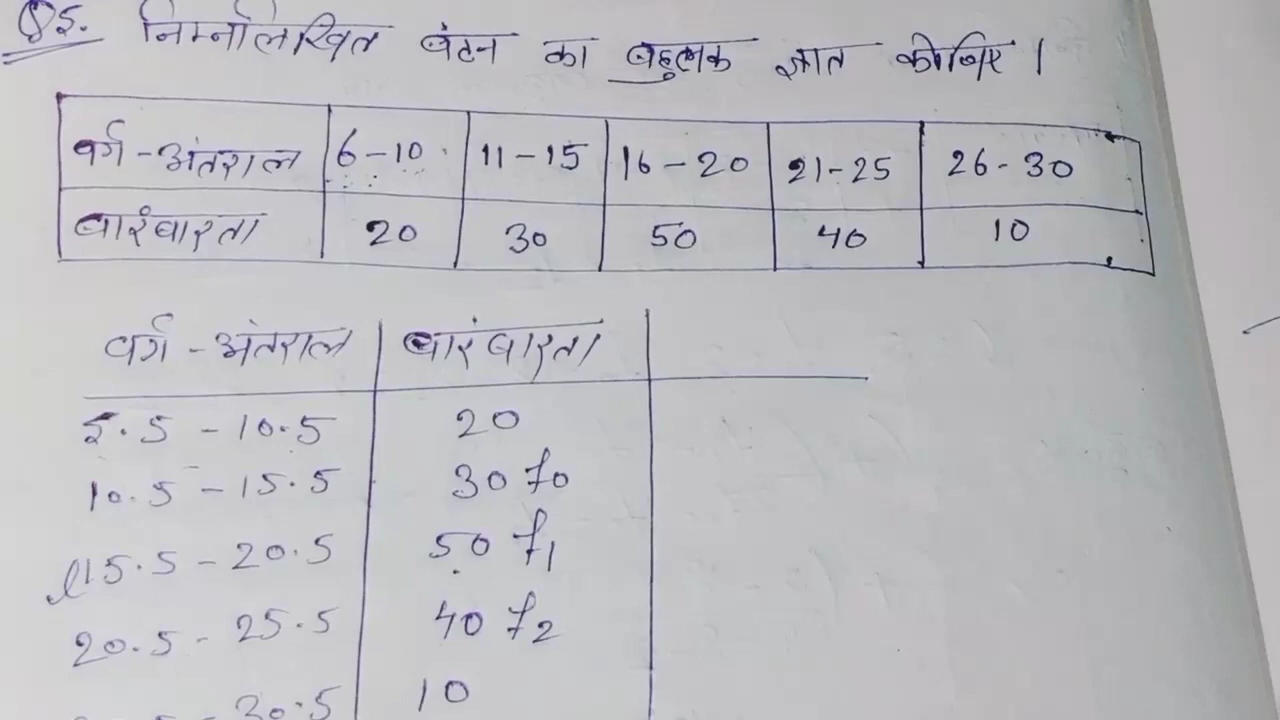 Q5. निम्नलिखित बंटन का बहुलक ज्ञात कीजिए।
वर्ग-अंतराल 6-10 11-15 16-20 21-25 26-30
बारंबारता 20 30 50 40 10
वर्ग-अंतराल बारंबारता
5.5-10.5 20
10.5-15.5 30 f0
l15.5-20.5 50 f1
20.5-25.5 40 f2
30.5 10